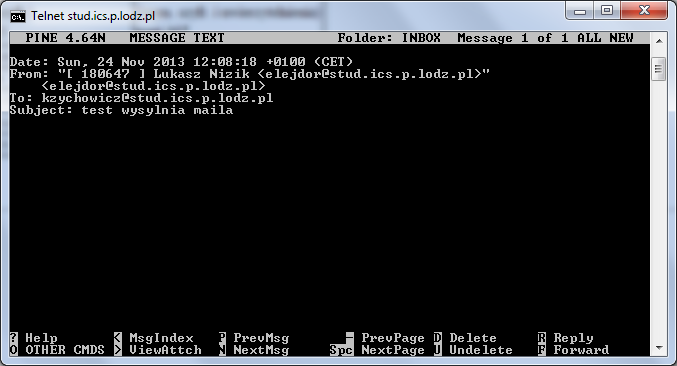 Telnet stud.ics.p.lodz.pl
PINE 4.64N MESSAGE TEXT Folder: INBOX Message 1 of 1 ALL NEW
Date: Sun, 24 Nov 2013 12:08:18 +0100 (CET)
From: "[ 180647 ] Lukasz Nizik <elejdor@stud.ics.p.lodz.pl>"
<elejdor@stud.ics.p.lodz.pl>
To: kzychowicz@stud.ics.p.lodz.pl
Subject: test wysylnia maila
? Help < MsgIndex P PrevMsg - PrevPage D Delete R Reply
O OTHER CMDS > ViewAttch N NextMsg Spc NextPage U Undelete F Forward